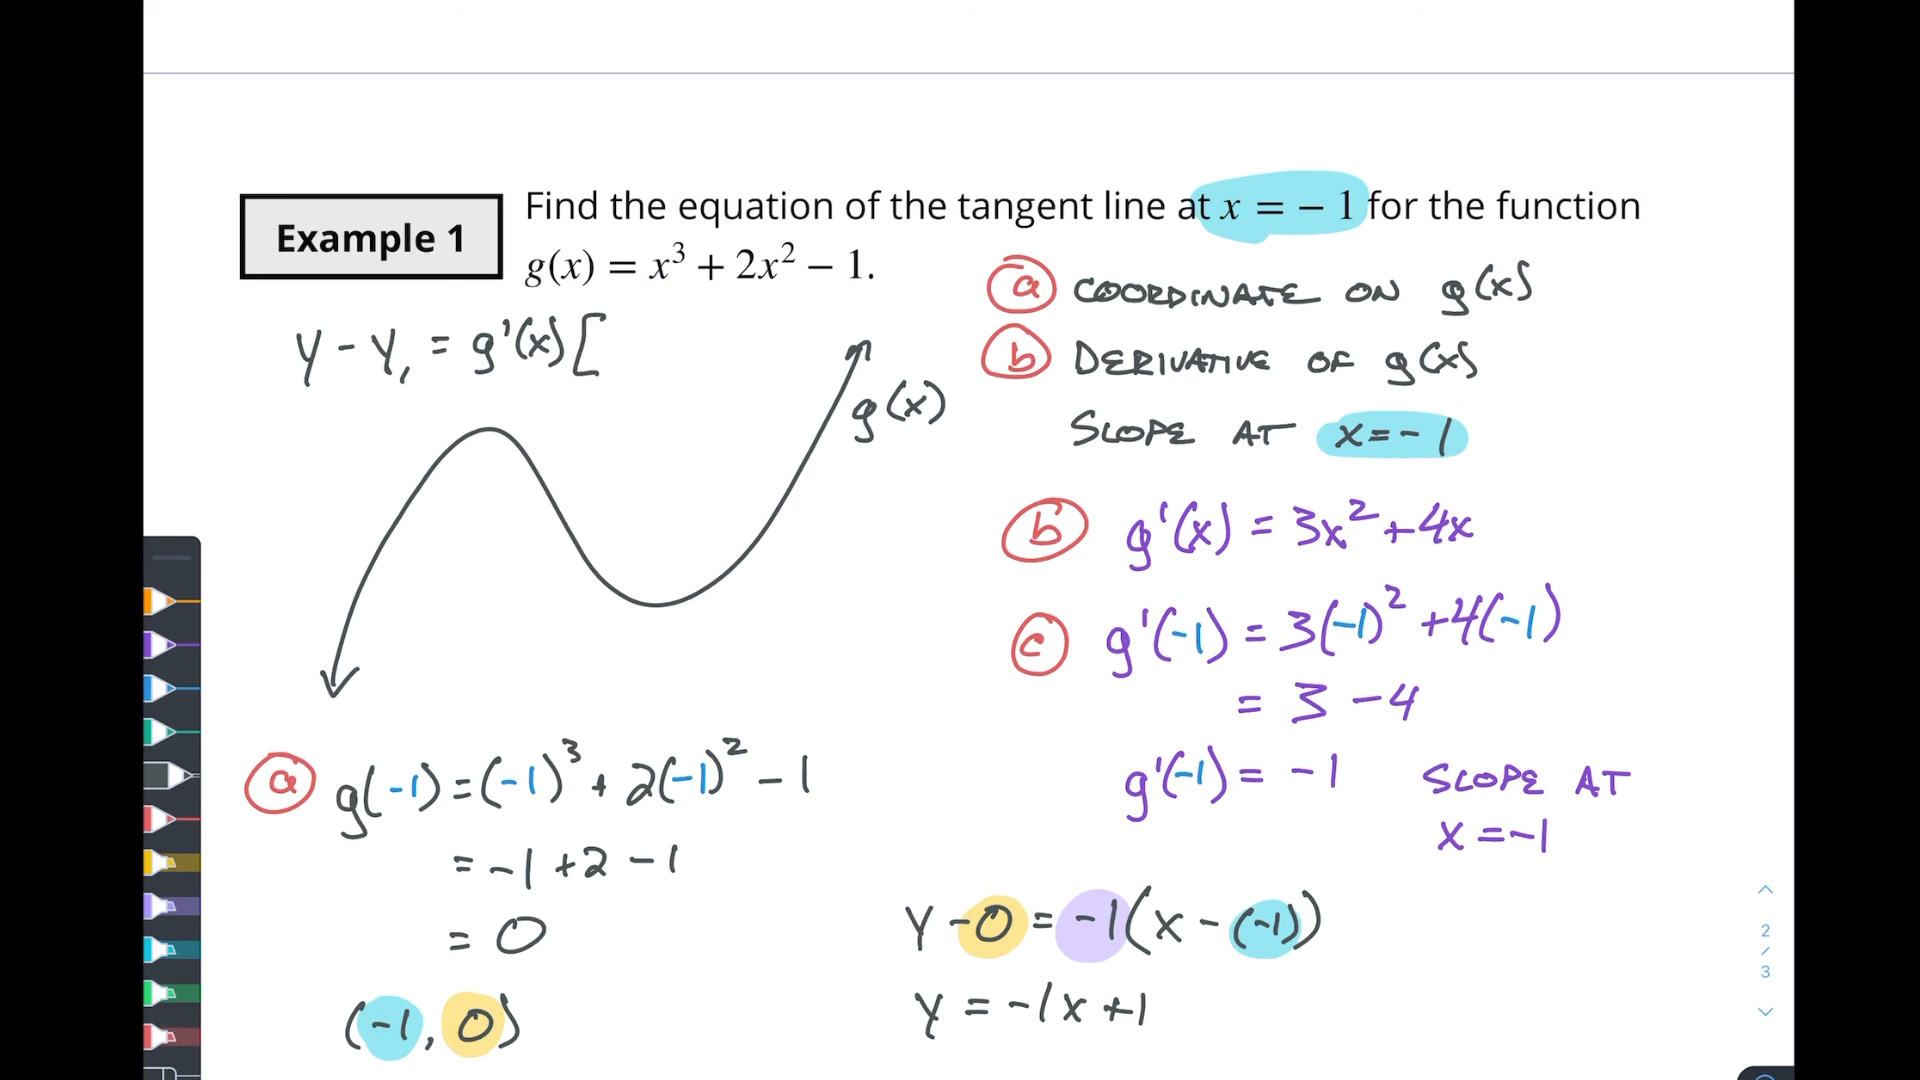 Example 1
Find the equation of the tangent line at x = − 1 for the function
g(x) = x³ + 2x² − 1.
y - y₁ = g'(x)[
g(x)
a COORDINATE ON g(x)
b DERIVATIVE OF g(x)
SLOPE AT x=-1
b g'(x) = 3x²+4x
c g'(-1) = 3(-1)² +4(-1)
= 3 -4
g'(-1) = -1 SLOPE AT
x =-1
a g(-1) = (-1)³ + 2(-1)² - 1
= -1 +2 -1
= 0
(-1, 0)
y -0 = -1(x - (-1))
y = -1x +1
2
/
3